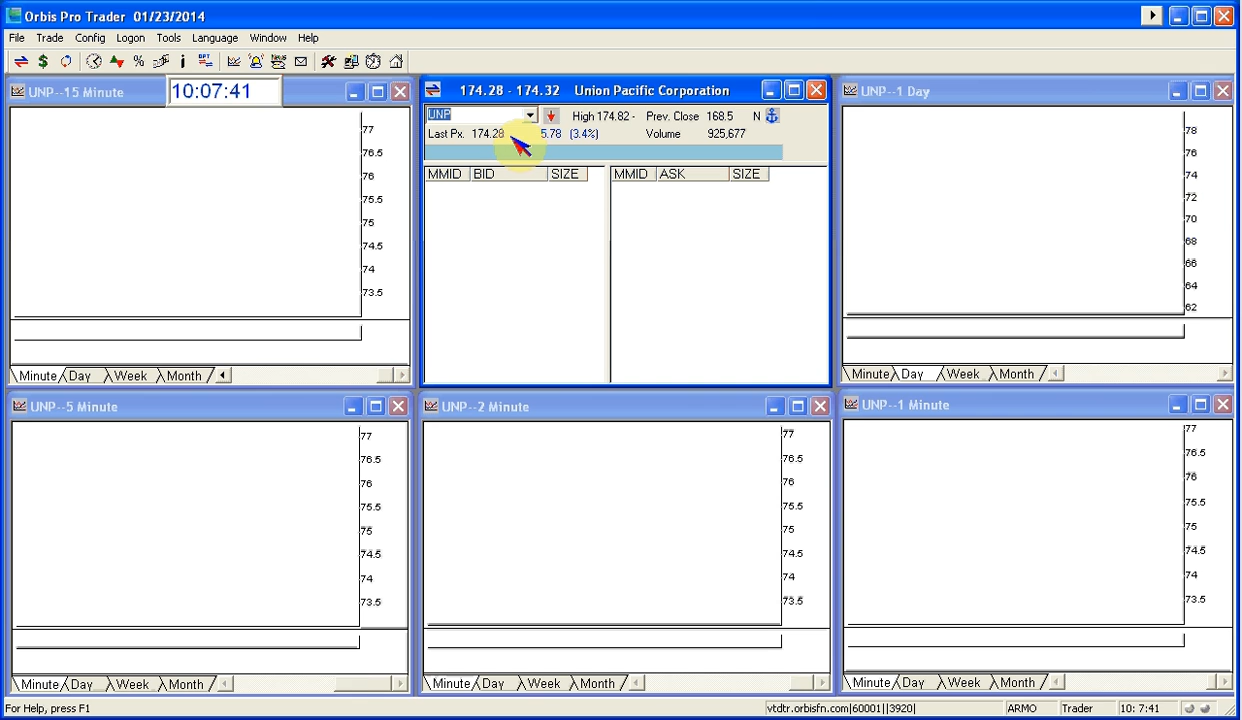 Orbis Pro Trader 01/23/2014
File Trade Config Logon Tools Language Window Help
UNP--15 Minute
10:07:41
77
76.5
76
75.5
75
74.5
74
73.5
Minute Day Week Month
174.28 - 174.32 Union Pacific Corporation
UNP High 174.82 - Prev. Close 168.5 N
Last Px. 174.28 5.78 (3.4%) Volume 925,677
MMID BID SIZE MMID ASK SIZE
UNP--1 Day
78
76
74
72
70
68
66
64
62
Minute Day Week Month
UNP--5 Minute
77
76.5
76
75.5
75
74.5
74
73.5
Minute Day Week Month
UNP--2 Minute
77
76.5
76
75.5
75
74.5
74
73.5
Minute Day Week Month
UNP--1 Minute
77
76.5
76
75.5
75
74.5
74
73.5
Minute Day Week Month
For Help, press F1
vtdtr.orbisfn.com|60001||3920| ARMO Trader 10: 7:41